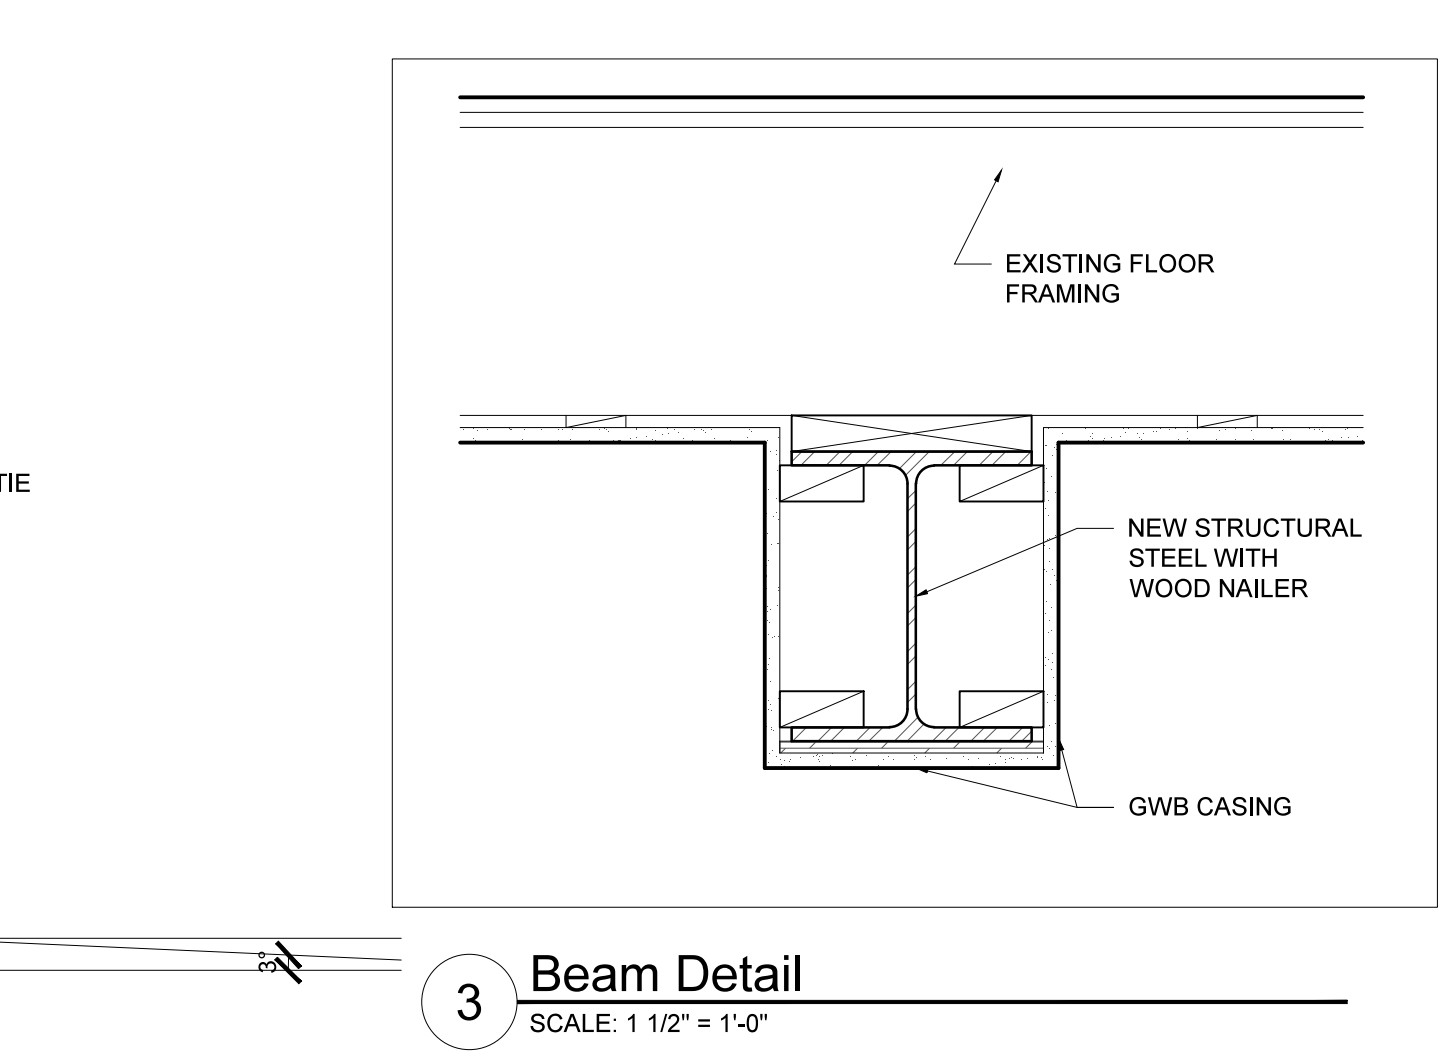 EXISTING FLOOR
FRAMING
TIE
NEW STRUCTURAL
STEEL WITH
WOOD NAILER
GWB CASING
3°
3
Beam Detail
SCALE: 1 1/2" = 1'-0"